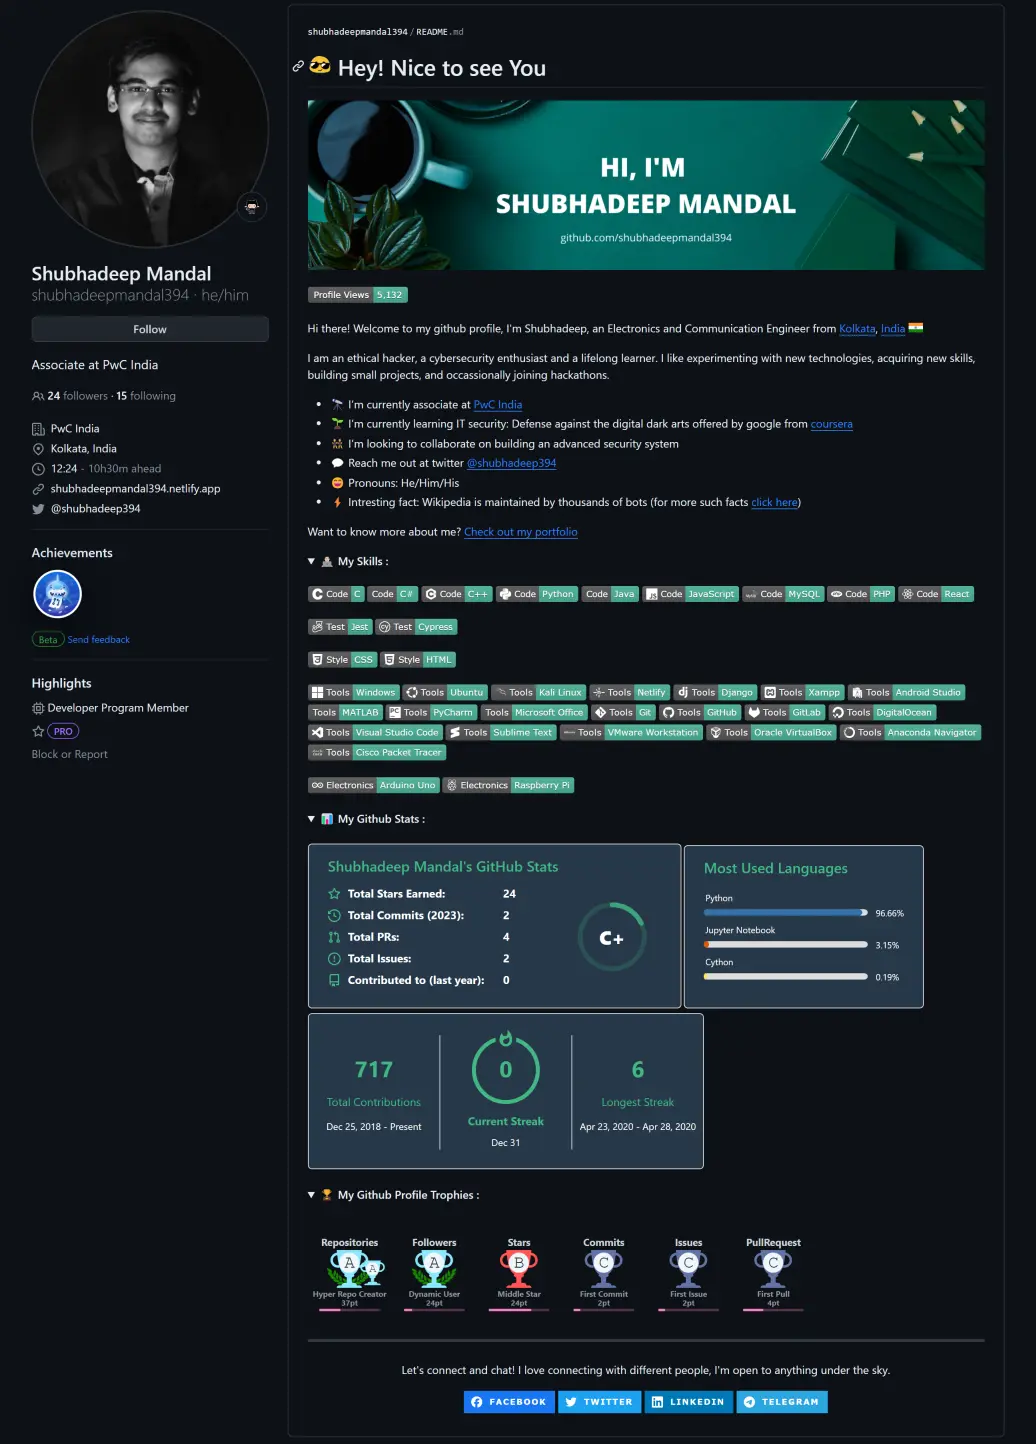 shubhadeepmandal394 / README.md
Hey! Nice to see You
HI, I'M
SHUBHADEEP MANDAL
github.com/shubhadeepmandal394
Shubhadeep Mandal
shubhadeepmandal394 · he/him
Follow
Associate at PwC India
24 followers · 15 following
PwC India
Kolkata, India
12:24 - 10h30m ahead
shubhadeepmandal394.netlify.app
@shubhadeep394
Achievements
Beta Send feedback
Highlights
Developer Program Member
PRO
Block or Report
Profile Views 5,132
Hi there! Welcome to my github profile, I'm Shubhadeep, an Electronics and Communication Engineer from Kolkata, India
I am an ethical hacker, a cybersecurity enthusiast and a lifelong learner. I like experimenting with new technologies, acquiring new skills,
building small projects, and occassionally joining hackathons.
• I'm currently associate at PwC India
• I'm currently learning IT security: Defense against the digital dark arts offered by google from coursera
• I'm looking to collaborate on building an advanced security system
• Reach me out at twitter @shubhadeep394
• Pronouns: He/Him/His
• Intresting fact: Wikipedia is maintained by thousands of bots (for more such facts click here)
Want to know more about me? Check out my portfolio
My Skills :
Code C Code C# Code C++ Code Python Code Java Code JavaScript Code MySQL Code PHP Code React
Test Jest Test Cypress
Style CSS Style HTML
Tools Windows Tools Ubuntu Tools Kali Linux Tools Netlify Tools Django Tools Xampp Tools Android Studio
Tools MATLAB Tools PyCharm Tools Microsoft Office Tools Git Tools GitHub Tools GitLab Tools DigitalOcean
Tools Visual Studio Code Tools Sublime Text Tools VMware Workstation Tools Oracle VirtualBox Tools Anaconda Navigator
Tools Cisco Packet Tracer
Electronics Arduino Uno Electronics Raspberry Pi
My Github Stats :
Shubhadeep Mandal's GitHub Stats
Total Stars Earned: 24
Total Commits (2023): 2
Total PRs: 4
Total Issues: 2
Contributed to (last year): 0
C+
Most Used Languages
Python
96.66%
Jupyter Notebook
3.15%
Cython
0.19%
717
Total Contributions
Dec 25, 2018 - Present
0
Current Streak
Dec 31
6
Longest Streak
Apr 23, 2020 - Apr 28, 2020
My Github Profile Trophies :
Repositories Followers Stars Commits Issues PullRequest
A A A B C C C
Hyper Repo Creator Dynamic User Middle Star First Commit First Issue First Pull
37pt 24pt 24pt 2pt 2pt 4pt
Let's connect and chat! I love connecting with different people, I'm open to anything under the sky.
FACEBOOK TWITTER LINKEDIN TELEGRAM